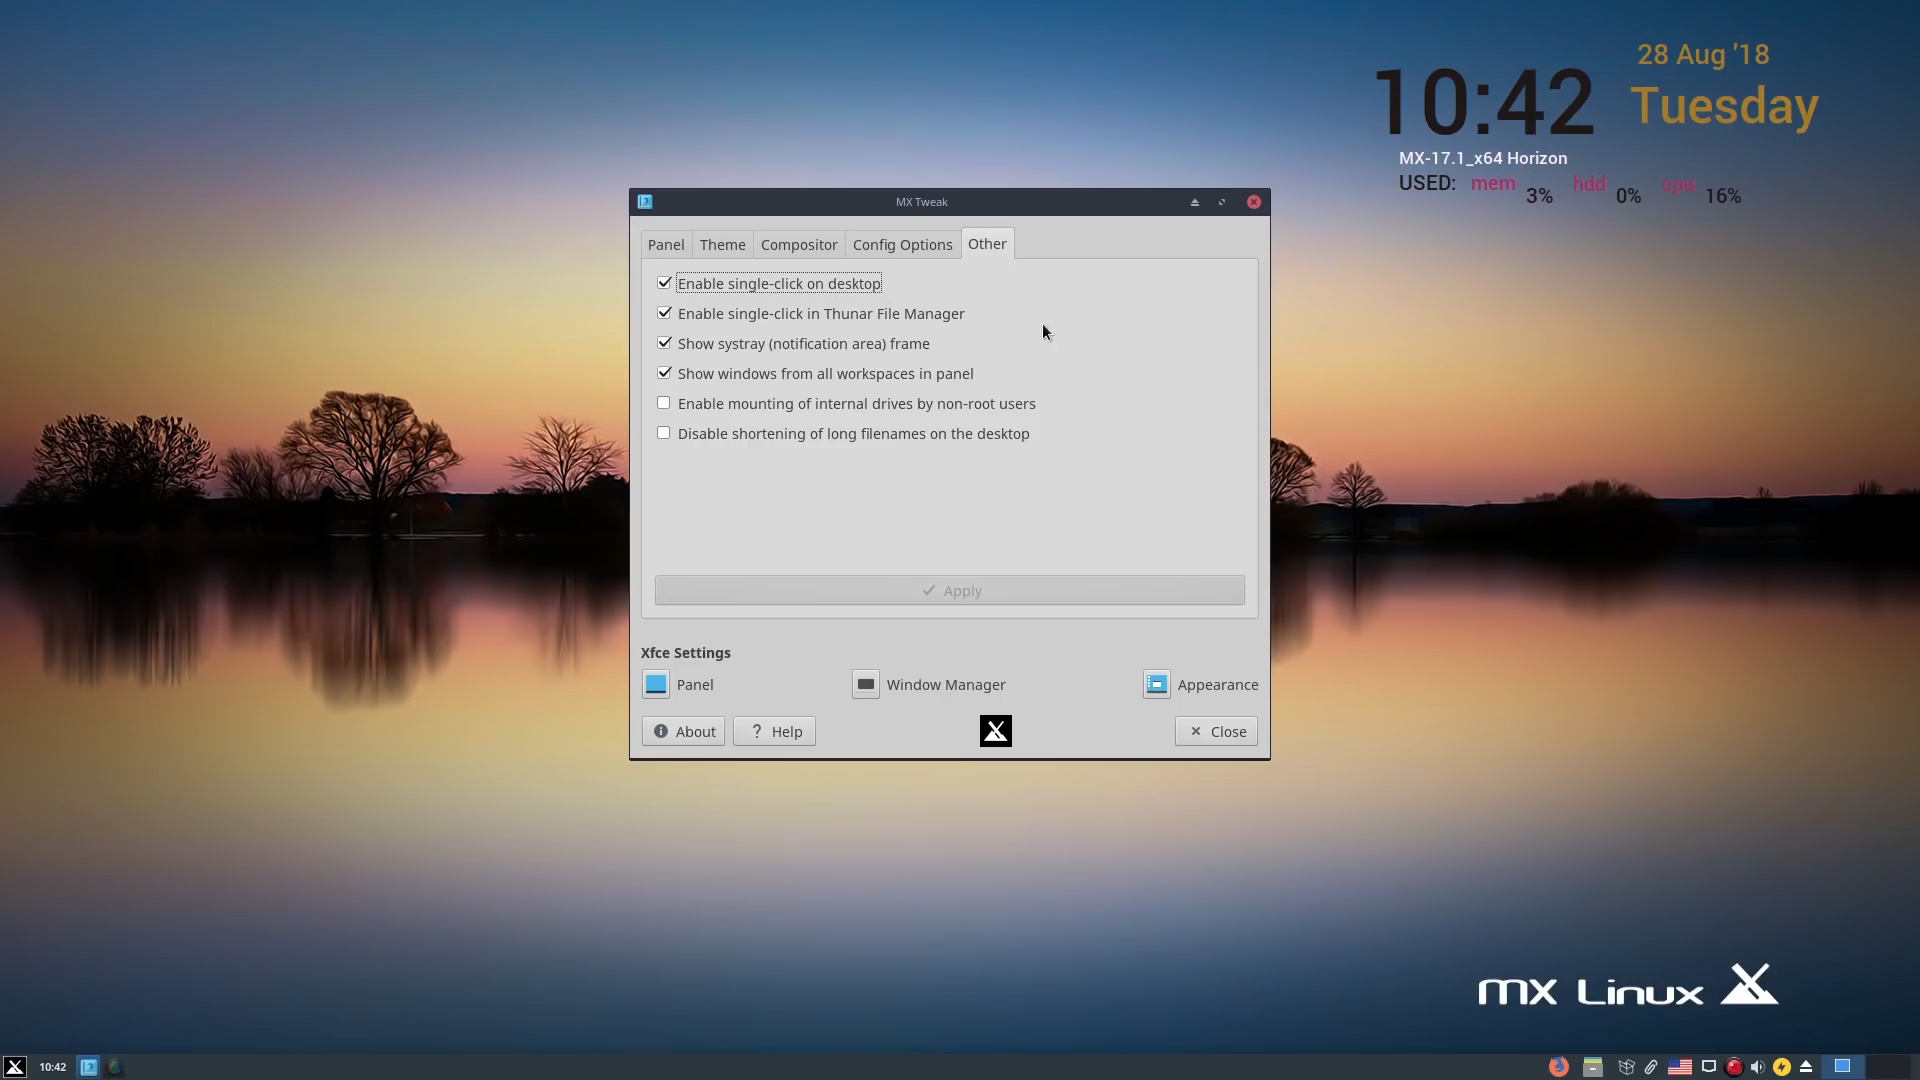 28 Aug '18
10:42
Tuesday
MX-17.1_x64 Horizon
USED: mem 3% hdd 0% cpu 16%
MX Tweak
Panel Theme Compositor Config Options Other
Enable single-click on desktop
Enable single-click in Thunar File Manager
Show systray (notification area) frame
Show windows from all workspaces in panel
Enable mounting of internal drives by non-root users
Disable shortening of long filenames on the desktop
Apply
Xfce Settings
Panel Window Manager Appearance
About ? Help Close
mx Linux
10:42